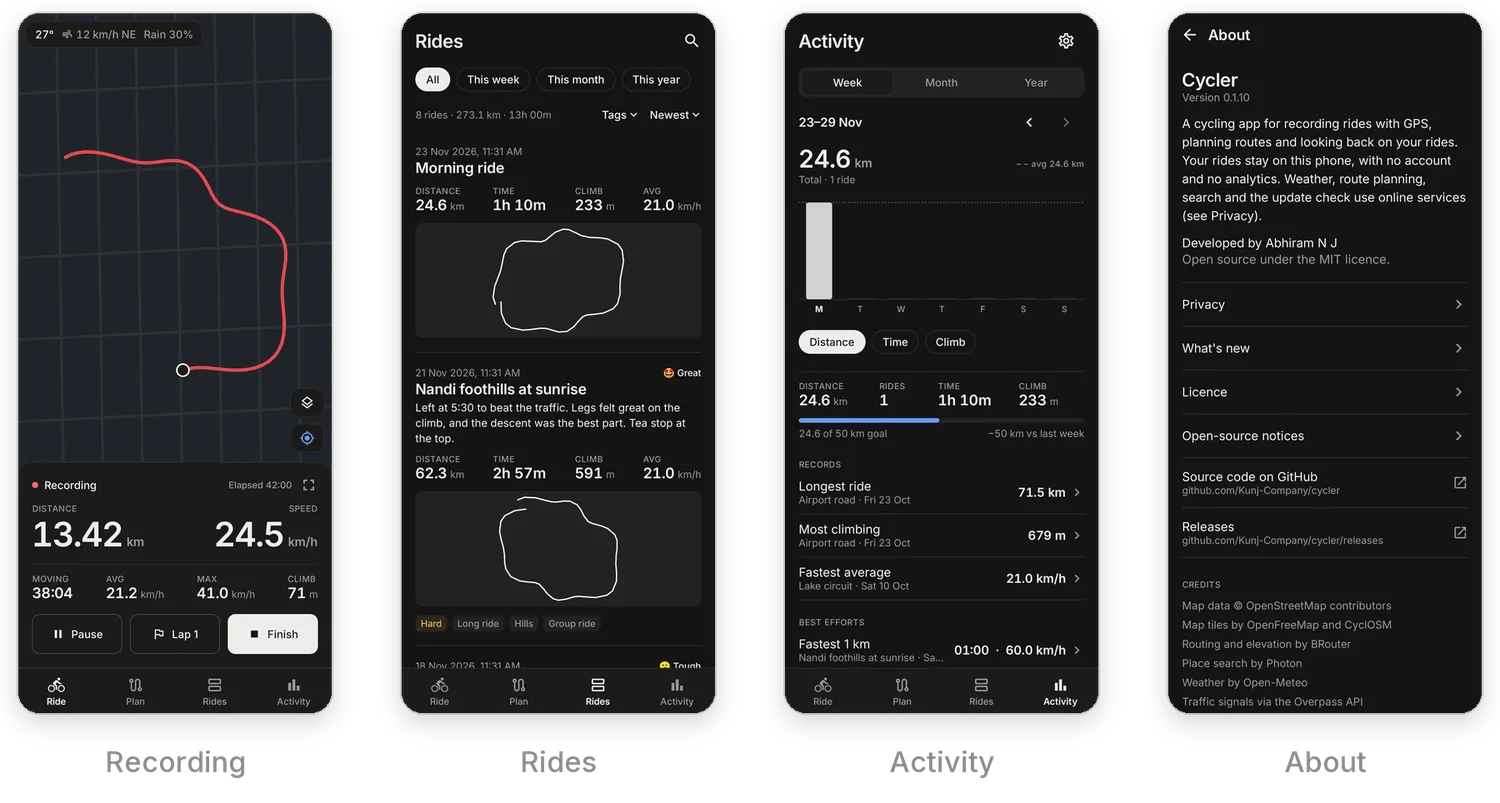 27° 12 km/h NE Rain 30%
Recording
Elapsed 42:00
DISTANCE SPEED
13.42 km 24.5 km/h
MOVING AVG MAX CLIMB
38:04 21.2 km/h 41.0 km/h 71 m
Pause Lap 1 Finish
Ride Plan Rides Activity
Recording
Rides
All This week This month This year
8 rides · 273.1 km · 13h 00m Tags Newest
23 Nov 2026, 11:31 AM
Morning ride
DISTANCE TIME CLIMB AVG
24.6 km 1h 10m 233 m 21.0 km/h
21 Nov 2026, 11:31 AM 🤩 Great
Nandi foothills at sunrise
Left at 5:30 to beat the traffic. Legs felt great on the
climb, and the descent was the best part. Tea stop at
the top.
DISTANCE TIME CLIMB AVG
62.3 km 2h 57m 591 m 21.0 km/h
Hard Long ride Hills Group ride
18 Nov 2026, 11:31 AM Tough
Ride Plan Rides Activity
Rides
Activity
Week Month Year
23–29 Nov
24.6 km
-- avg 24.6 km
Total · 1 ride
M T W T F S S
Distance Time Climb
DISTANCE RIDES TIME CLIMB
24.6 km 1 1h 10m 233 m
24.6 of 50 km goal −50 km vs last week
RECORDS
Longest ride
Airport road · Fri 23 Oct
71.5 km
Most climbing
Airport road · Fri 23 Oct
679 m
Fastest average
Lake circuit · Sat 10 Oct
21.0 km/h
BEST EFFORTS
Fastest 1 km
Nandi foothills at sunrise · Sa...
01:00 · 60.0 km/h
Ride Plan Rides Activity
Activity
About
Cycler
Version 0.1.10
A cycling app for recording rides with GPS,
planning routes and looking back on your rides.
Your rides stay on this phone, with no account
and no analytics. Weather, route planning,
search and the update check use online services
(see Privacy).
Developed by Abhiram N J
Open source under the MIT licence.
Privacy
What's new
Licence
Open-source notices
Source code on GitHub
github.com/Kunj-Company/cycler
Releases
github.com/Kunj-Company/cycler/releases
CREDITS
Map data © OpenStreetMap contributors
Map tiles by OpenFreeMap and CyclOSM
Routing and elevation by BRouter
Place search by Photon
Weather by Open-Meteo
Traffic signals via the Overpass API
About